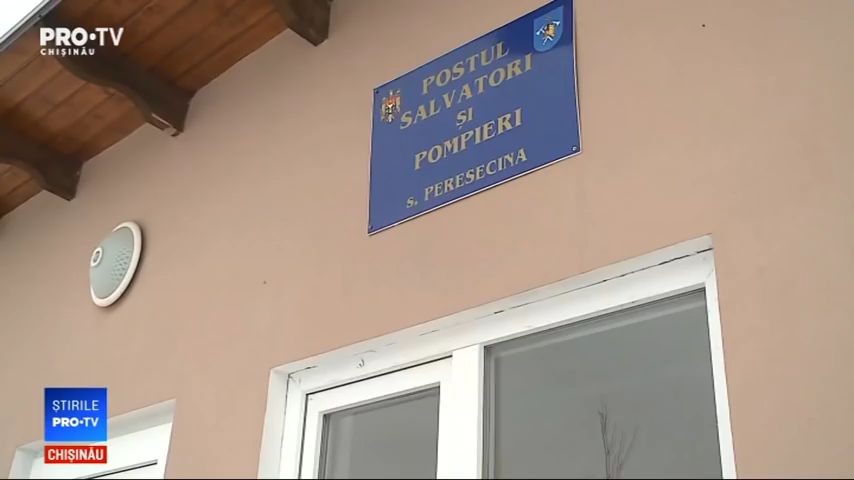 PRO•TV
CHIȘINĂU
POSTUL
SALVATORI
ȘI
POMPIERI
s. PERESECINA
ȘTIRILE
PRO•TV
CHIȘINĂU